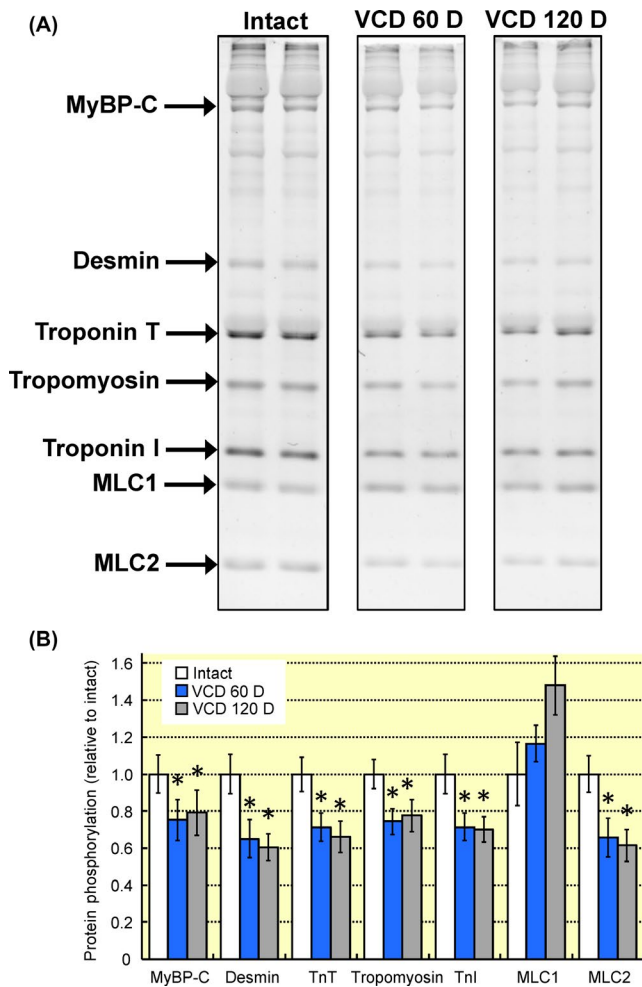 (A)
Intact VCD 60 D VCD 120 D
MyBP-C
Desmin
Troponin T
Tropomyosin
Troponin I
MLC1
MLC2
(B)
Protein phosphorylation (relative to intact)
1.6
1.4
1.2
1.0
0.8
0.6
0.4
0.2
0
Intact
VCD 60 D
VCD 120 D
* * * * * * * * * * * *
MyBP-C Desmin TnT Tropomyosin TnI MLC1 MLC2